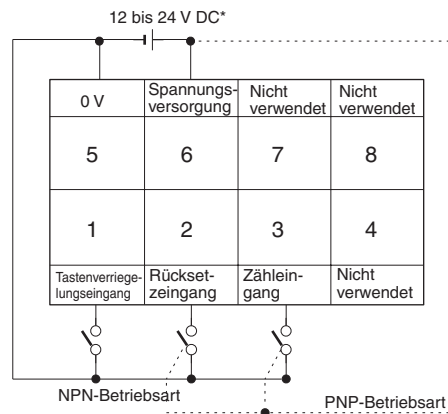 12 bis 24 V DC*
0 V
Spannungs-
versorgung
Nicht
verwendet
Nicht
verwendet
5
6
7
8
1
2
3
4
Tastenverriege-
lungseingang
Rückset-
zeingang
Zählein-
gang
Nicht
verwendet
NPN-Betriebsart
PNP-Betriebsart